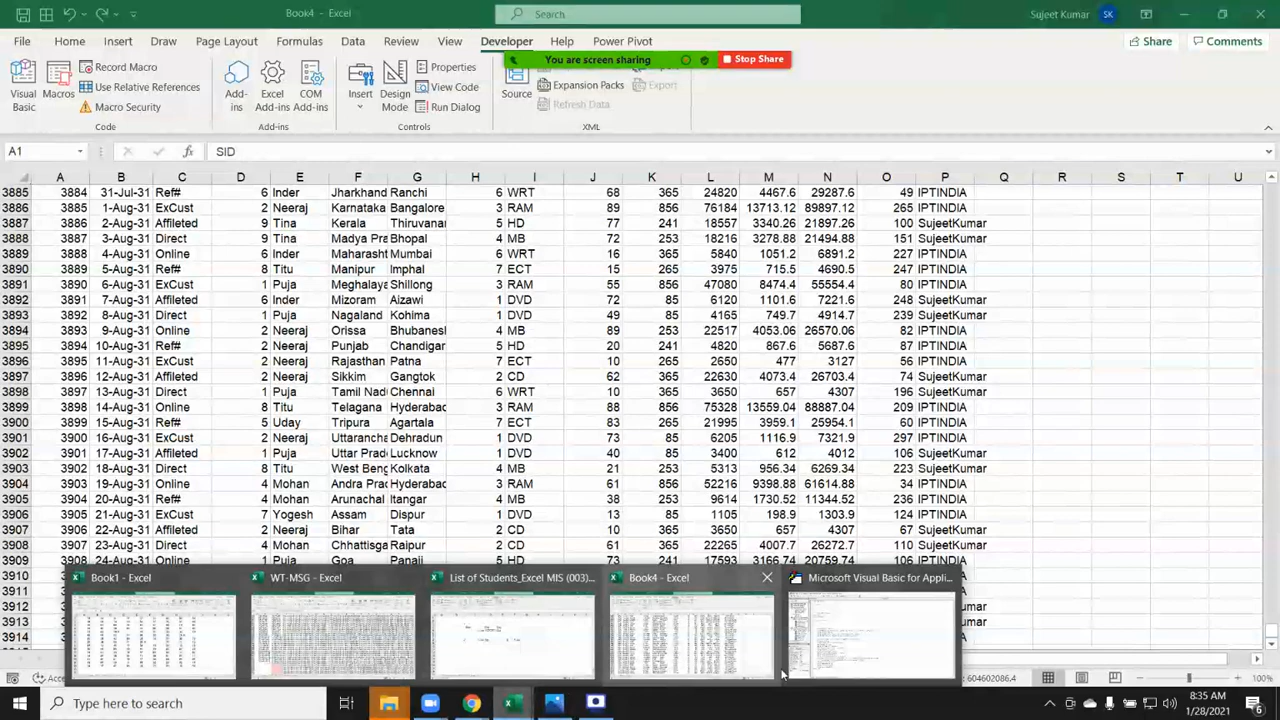 Book4 - Excel
Search
Sujeet Kumar
SK
File Home Insert Draw Page Layout Formulas Data Review View Developer Help Power Pivot
Share Comments
You are screen sharing Stop Share
Visual Basic
Macros
Record Macro
Use Relative References
Macro Security
Code
Add-ins
Excel Add-ins
COM Add-ins
Add-ins
Insert
Design Mode
Properties
View Code
Run Dialog
Controls
Source
Expansion Packs
Export
Refresh Data
XML
A1 fx SID
A B C D E F G H I J K L M N O P Q R S T U
3885 3884 31-Jul-31 Ref# 6 Inder Jharkhand Ranchi 6 WRT 68 365 24820 4467.6 29287.6 49 IPTINDIA
3886 3885 1-Aug-31 ExCust 2 Neeraj Karnataka Bangalore 3 RAM 89 856 76184 13713.12 89897.12 265 IPTINDIA
3887 3886 2-Aug-31 Affileted 9 Tina Kerala Thiruvanar 5 HD 77 241 18557 3340.26 21897.26 100 SujeetKumar
3888 3887 3-Aug-31 Direct 9 Tina Madya Pra Bhopal 4 MB 72 253 18216 3278.88 21494.88 151 SujeetKumar
3889 3888 4-Aug-31 Online 2 Neeraj Maharasht Mumbai 6 WRT 16 365 5840 1051.2 6891.2 227 IPTINDIA
3890 3889 5-Aug-31 Ref# 8 Titu Manipur Imphal 7 ECT 15 265 3975 715.5 4690.5 247 IPTINDIA
3891 3890 6-Aug-31 ExCust 1 Puja Meghalaya Shillong 3 RAM 55 856 47080 8474.4 55554.4 80 IPTINDIA
3892 3891 7-Aug-31 Affileted 6 Inder Mizoram Aizawi 1 DVD 72 85 6120 1101.6 7221.6 248 SujeetKumar
3893 3892 8-Aug-31 Direct 1 Puja Nagaland Kohima 1 DVD 49 85 4165 749.7 4914.7 239 SujeetKumar
3894 3893 9-Aug-31 Online 2 Neeraj Orissa Bhubanesl 4 MB 89 253 22517 4053.06 26570.06 82 IPTINDIA
3895 3894 10-Aug-31 Ref# 2 Neeraj Punjab Chandigar 5 HD 20 241 4820 867.6 5687.6 87 IPTINDIA
3896 3895 11-Aug-31 ExCust 2 Neeraj Rajasthan Patna 7 ECT 10 265 2650 477 3127 56 IPTINDIA
3897 3896 12-Aug-31 Affileted 2 Neeraj Sikkim Gangtok 2 CD 62 365 22630 4073.4 26703.4 74 SujeetKumar
3898 3897 13-Aug-31 Direct 1 Puja Tamil Nad Chennai 6 WRT 10 365 3650 657 4307 196 SujeetKumar
3899 3898 14-Aug-31 Online 8 Titu Telagana Hyderabac 3 RAM 88 856 75328 13559.04 88887.04 209 IPTINDIA
3900 3899 15-Aug-31 Ref# 5 Uday Tripura Agartala 7 ECT 83 265 21995 3959.1 25954.1 60 IPTINDIA
3901 3900 16-Aug-31 ExCust 2 Neeraj Uttarancha Dehradun 1 DVD 73 85 6205 1116.9 7321.9 297 IPTINDIA
3902 3901 17-Aug-31 Affileted 1 Puja Uttar Prad Lucknow 1 DVD 40 85 3400 612 4012 106 SujeetKumar
3903 3902 18-Aug-31 Direct 8 Titu West Beng Kolkata 4 MB 21 253 5313 956.34 6269.34 223 SujeetKumar
3904 3903 19-Aug-31 Online 4 Mohan Andra Prac Hyderabac 3 RAM 61 856 52216 9398.88 61614.88 34 IPTINDIA
3905 3904 20-Aug-31 Ref# 4 Mohan Arunachal Itangar 4 MB 38 253 9614 1730.52 11344.52 236 IPTINDIA
3906 3905 21-Aug-31 ExCust 7 Yogesh Assam Dispur 1 DVD 13 85 1105 198.9 1303.9 124 IPTINDIA
3907 3906 22-Aug-31 Affileted 2 Neeraj Bihar Tata 2 CD 10 365 3650 657 4307 67 SujeetKumar
3908 3907 23-Aug-31 Direct 4 Mohan Chhattisga Raipur 2 CD 61 365 22265 4007.7 26272.7 110 SujeetKumar
3909 3908 24-Aug-31 Online 6 Inder Goa Panaji 5 HD 73 241 17593 3166.74 20759.74 106 IPTINDIA
3910
3911
3912
3913
3914
Book1 - Excel
WT-MSG - Excel
List of Students_Excel MIS (003)...
Book4 - Excel
Microsoft Visual Basic for Appli...
604602086.4
100%
Type here to search
8:35 AM
1/28/2021
6